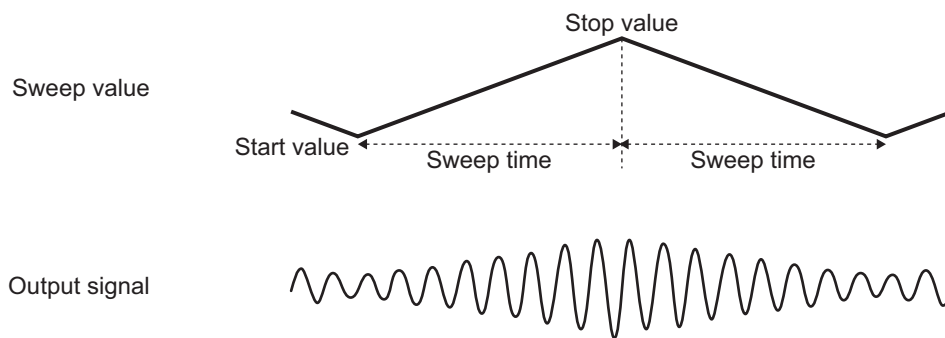 Stop value
Sweep value
Start value
Sweep time
Sweep time
Output signal